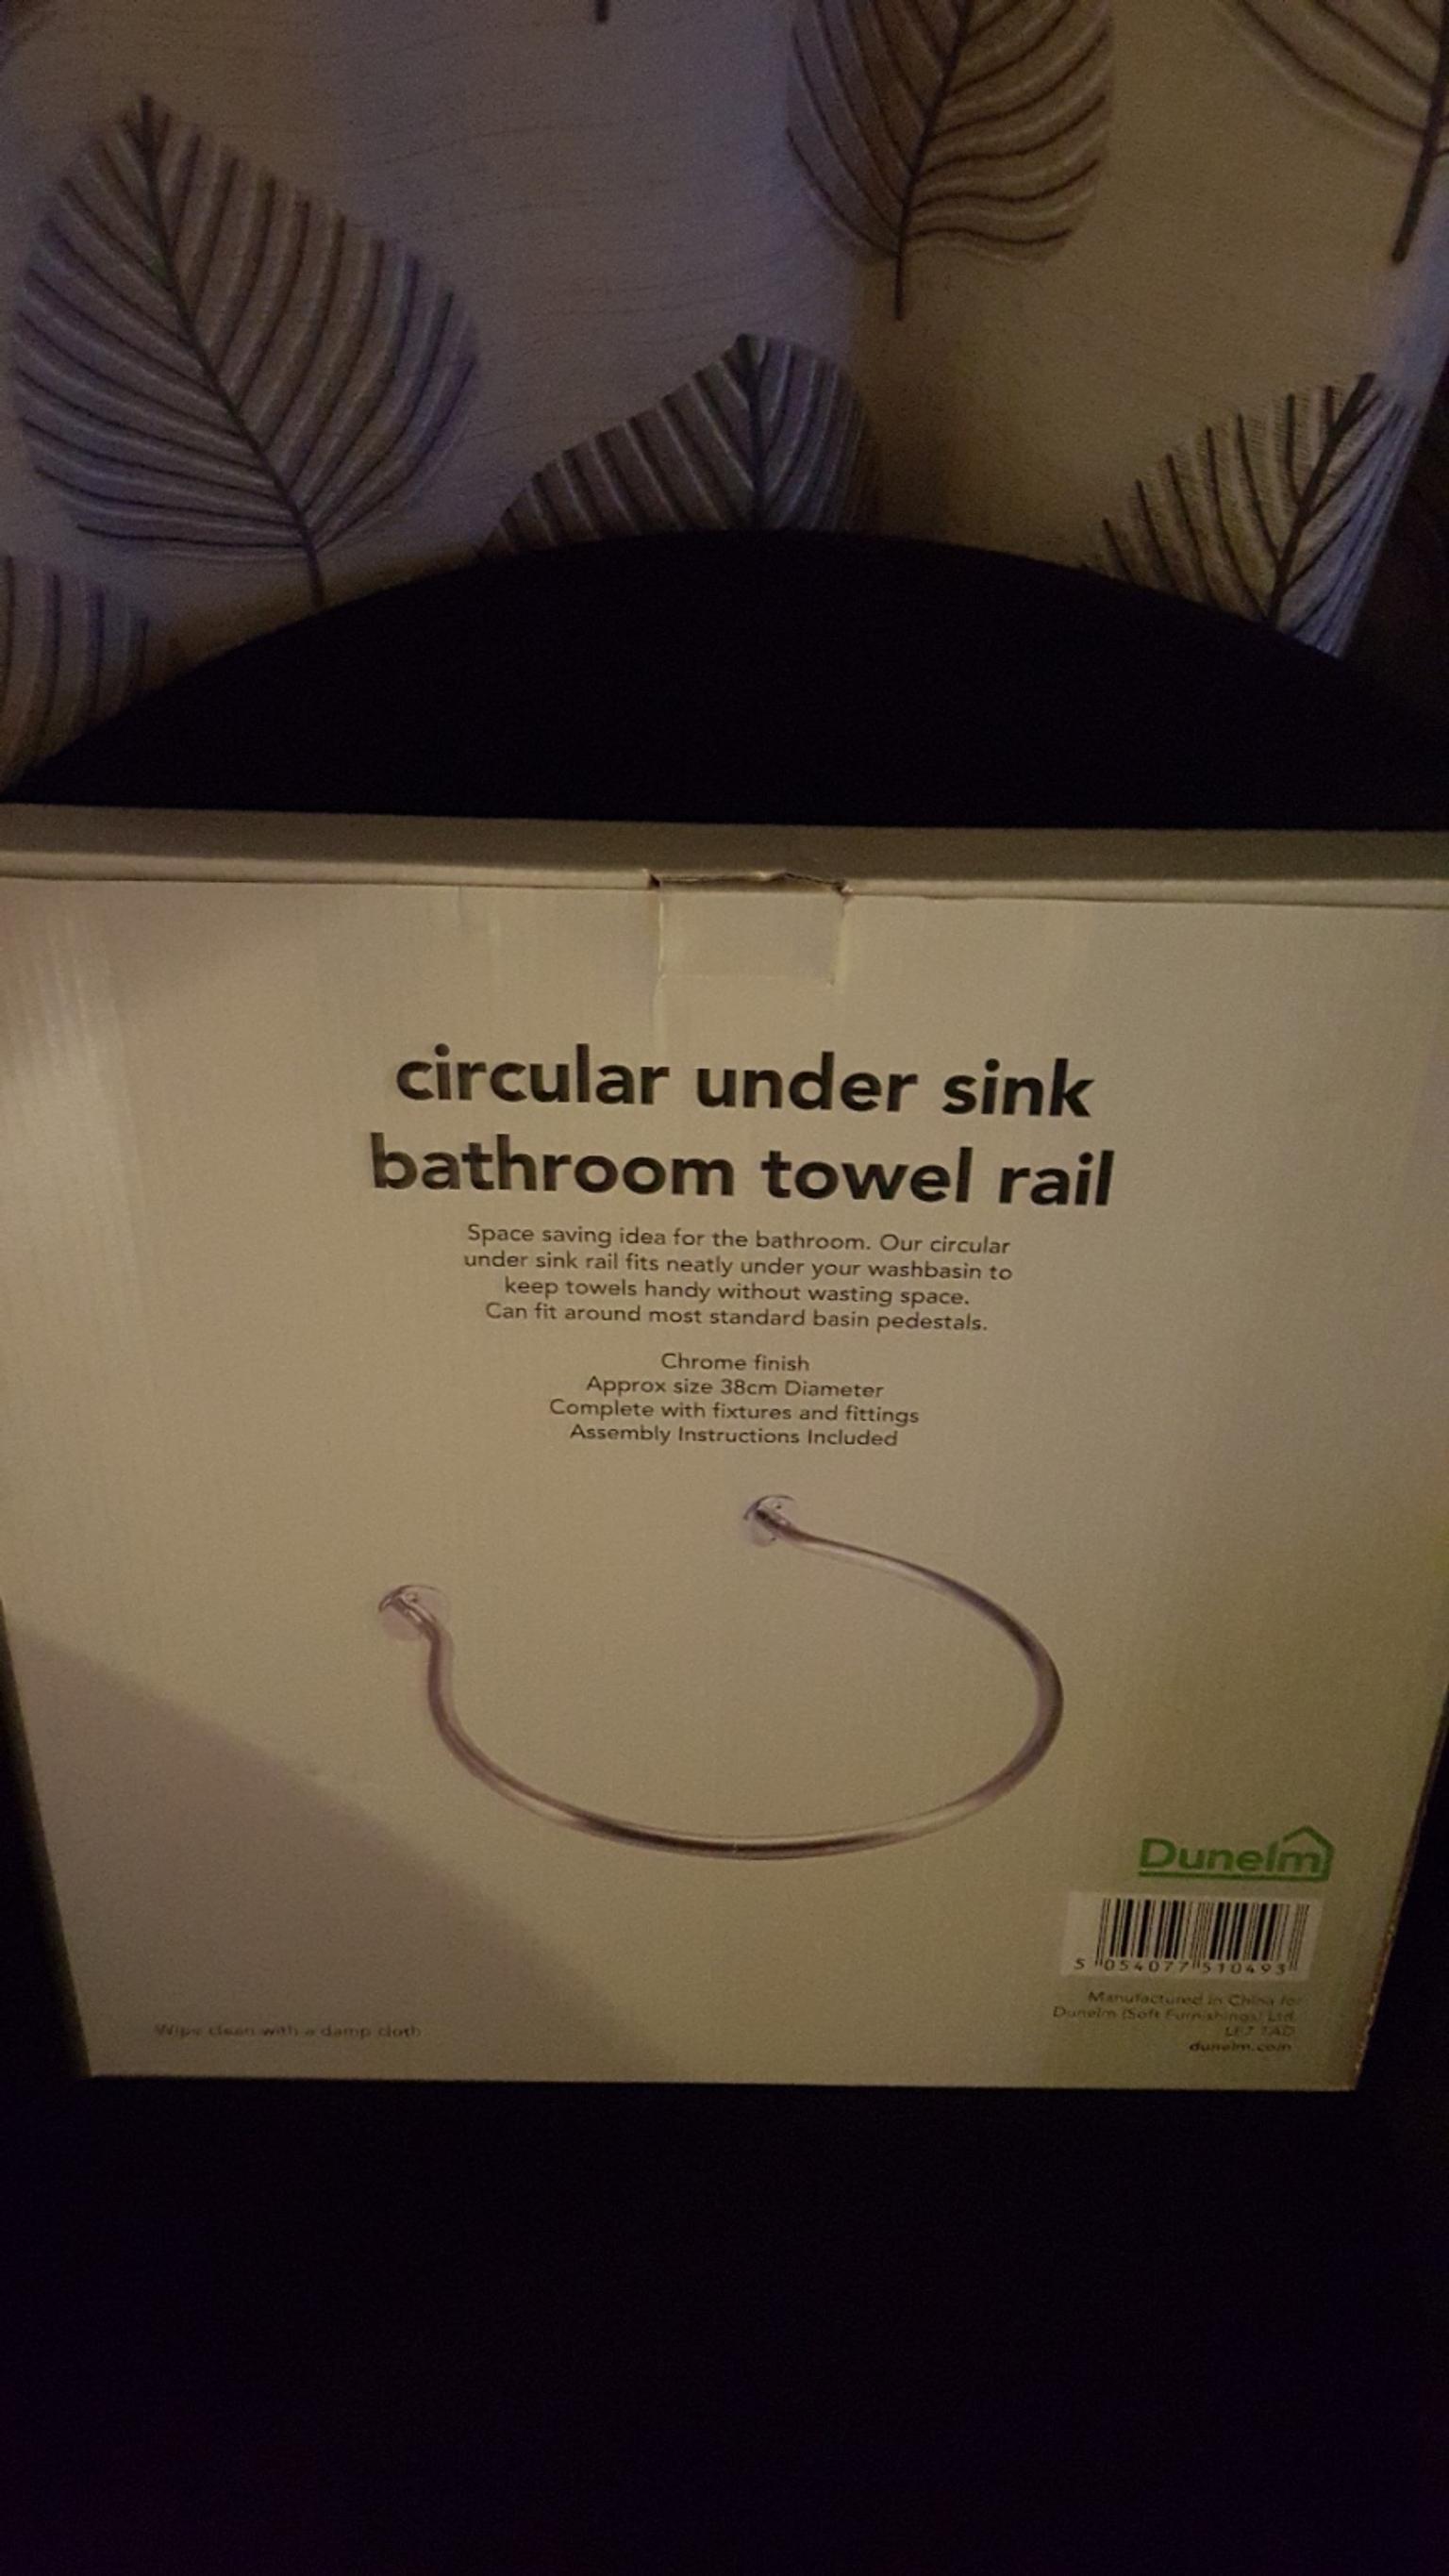 circular under sink
bathroom towel rail
Space saving idea for the bathroom. Our circular
under sink rail fits neatly under your washbasin to
keep towels handy without wasting space.
Can fit around most standard basin pedestals.
Chrome finish
Approx size 38cm Diameter
Complete with fixtures and fittings
Assembly Instructions Included
Dunelm
5 054077 510493
Manufactured in China for
Dunelm (Soft Furnishings) Ltd.
LE7 1AD
dunelm.com
Wipe clean with a damp cloth